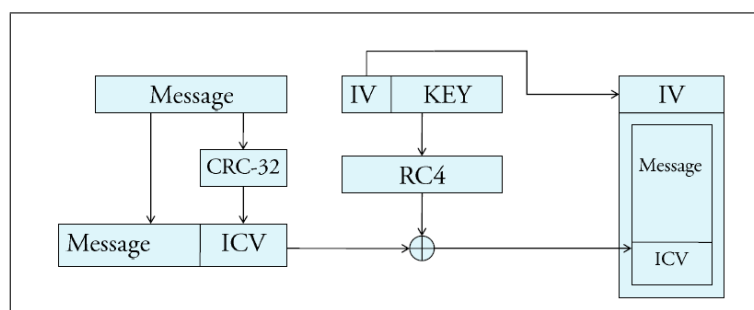 Message
IV KEY
IV
CRC-32
RC4
Message
Message ICV
ICV